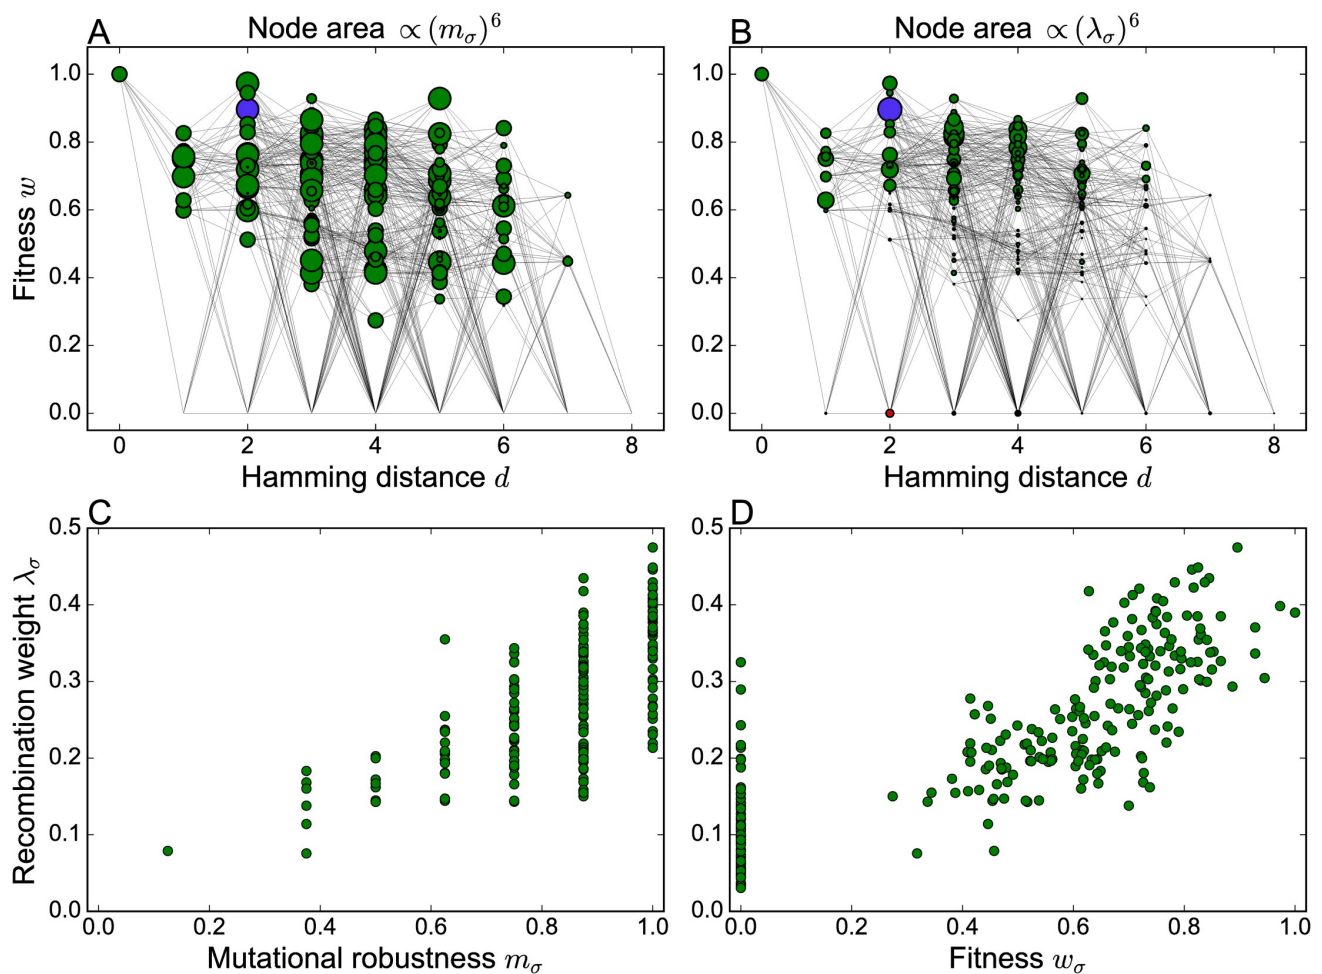 A
Node area ∝ (m_σ)^6
Fitness w
1.0
0.8
0.6
0.4
0.2
0.0
0 2 4 6 8
Hamming distance d
B
Node area ∝ (λ_σ)^6
1.0
0.8
0.6
0.4
0.2
0.0
0 2 4 6 8
Hamming distance d
C
Recombination weight λ_σ
0.5
0.4
0.3
0.2
0.1
0.0
0.0 0.2 0.4 0.6 0.8 1.0
Mutational robustness m_σ
D
0.5
0.4
0.3
0.2
0.1
0.0
0.0 0.2 0.4 0.6 0.8 1.0
Fitness w_σ